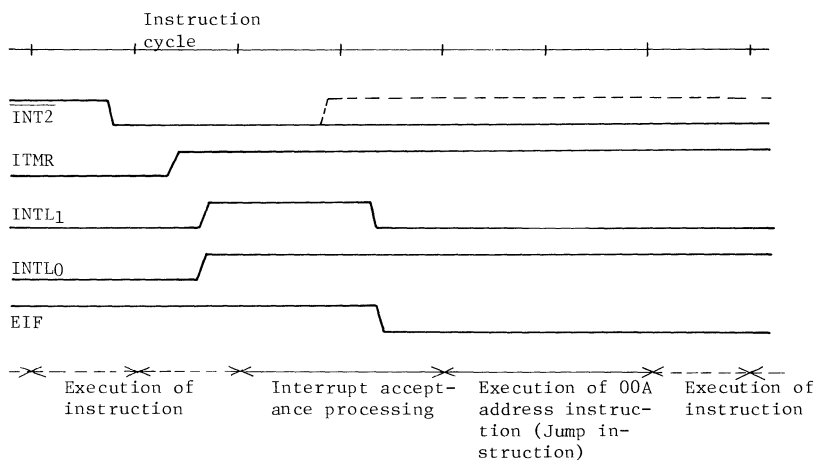 Instruction
cycle
INT2
ITMR
INTL1
INTL0
EIF
Execution of
instruction
Interrupt accept-
ance processing
Execution of 00A
address instruc-
tion (Jump in-
struction)
Execution of
instruction